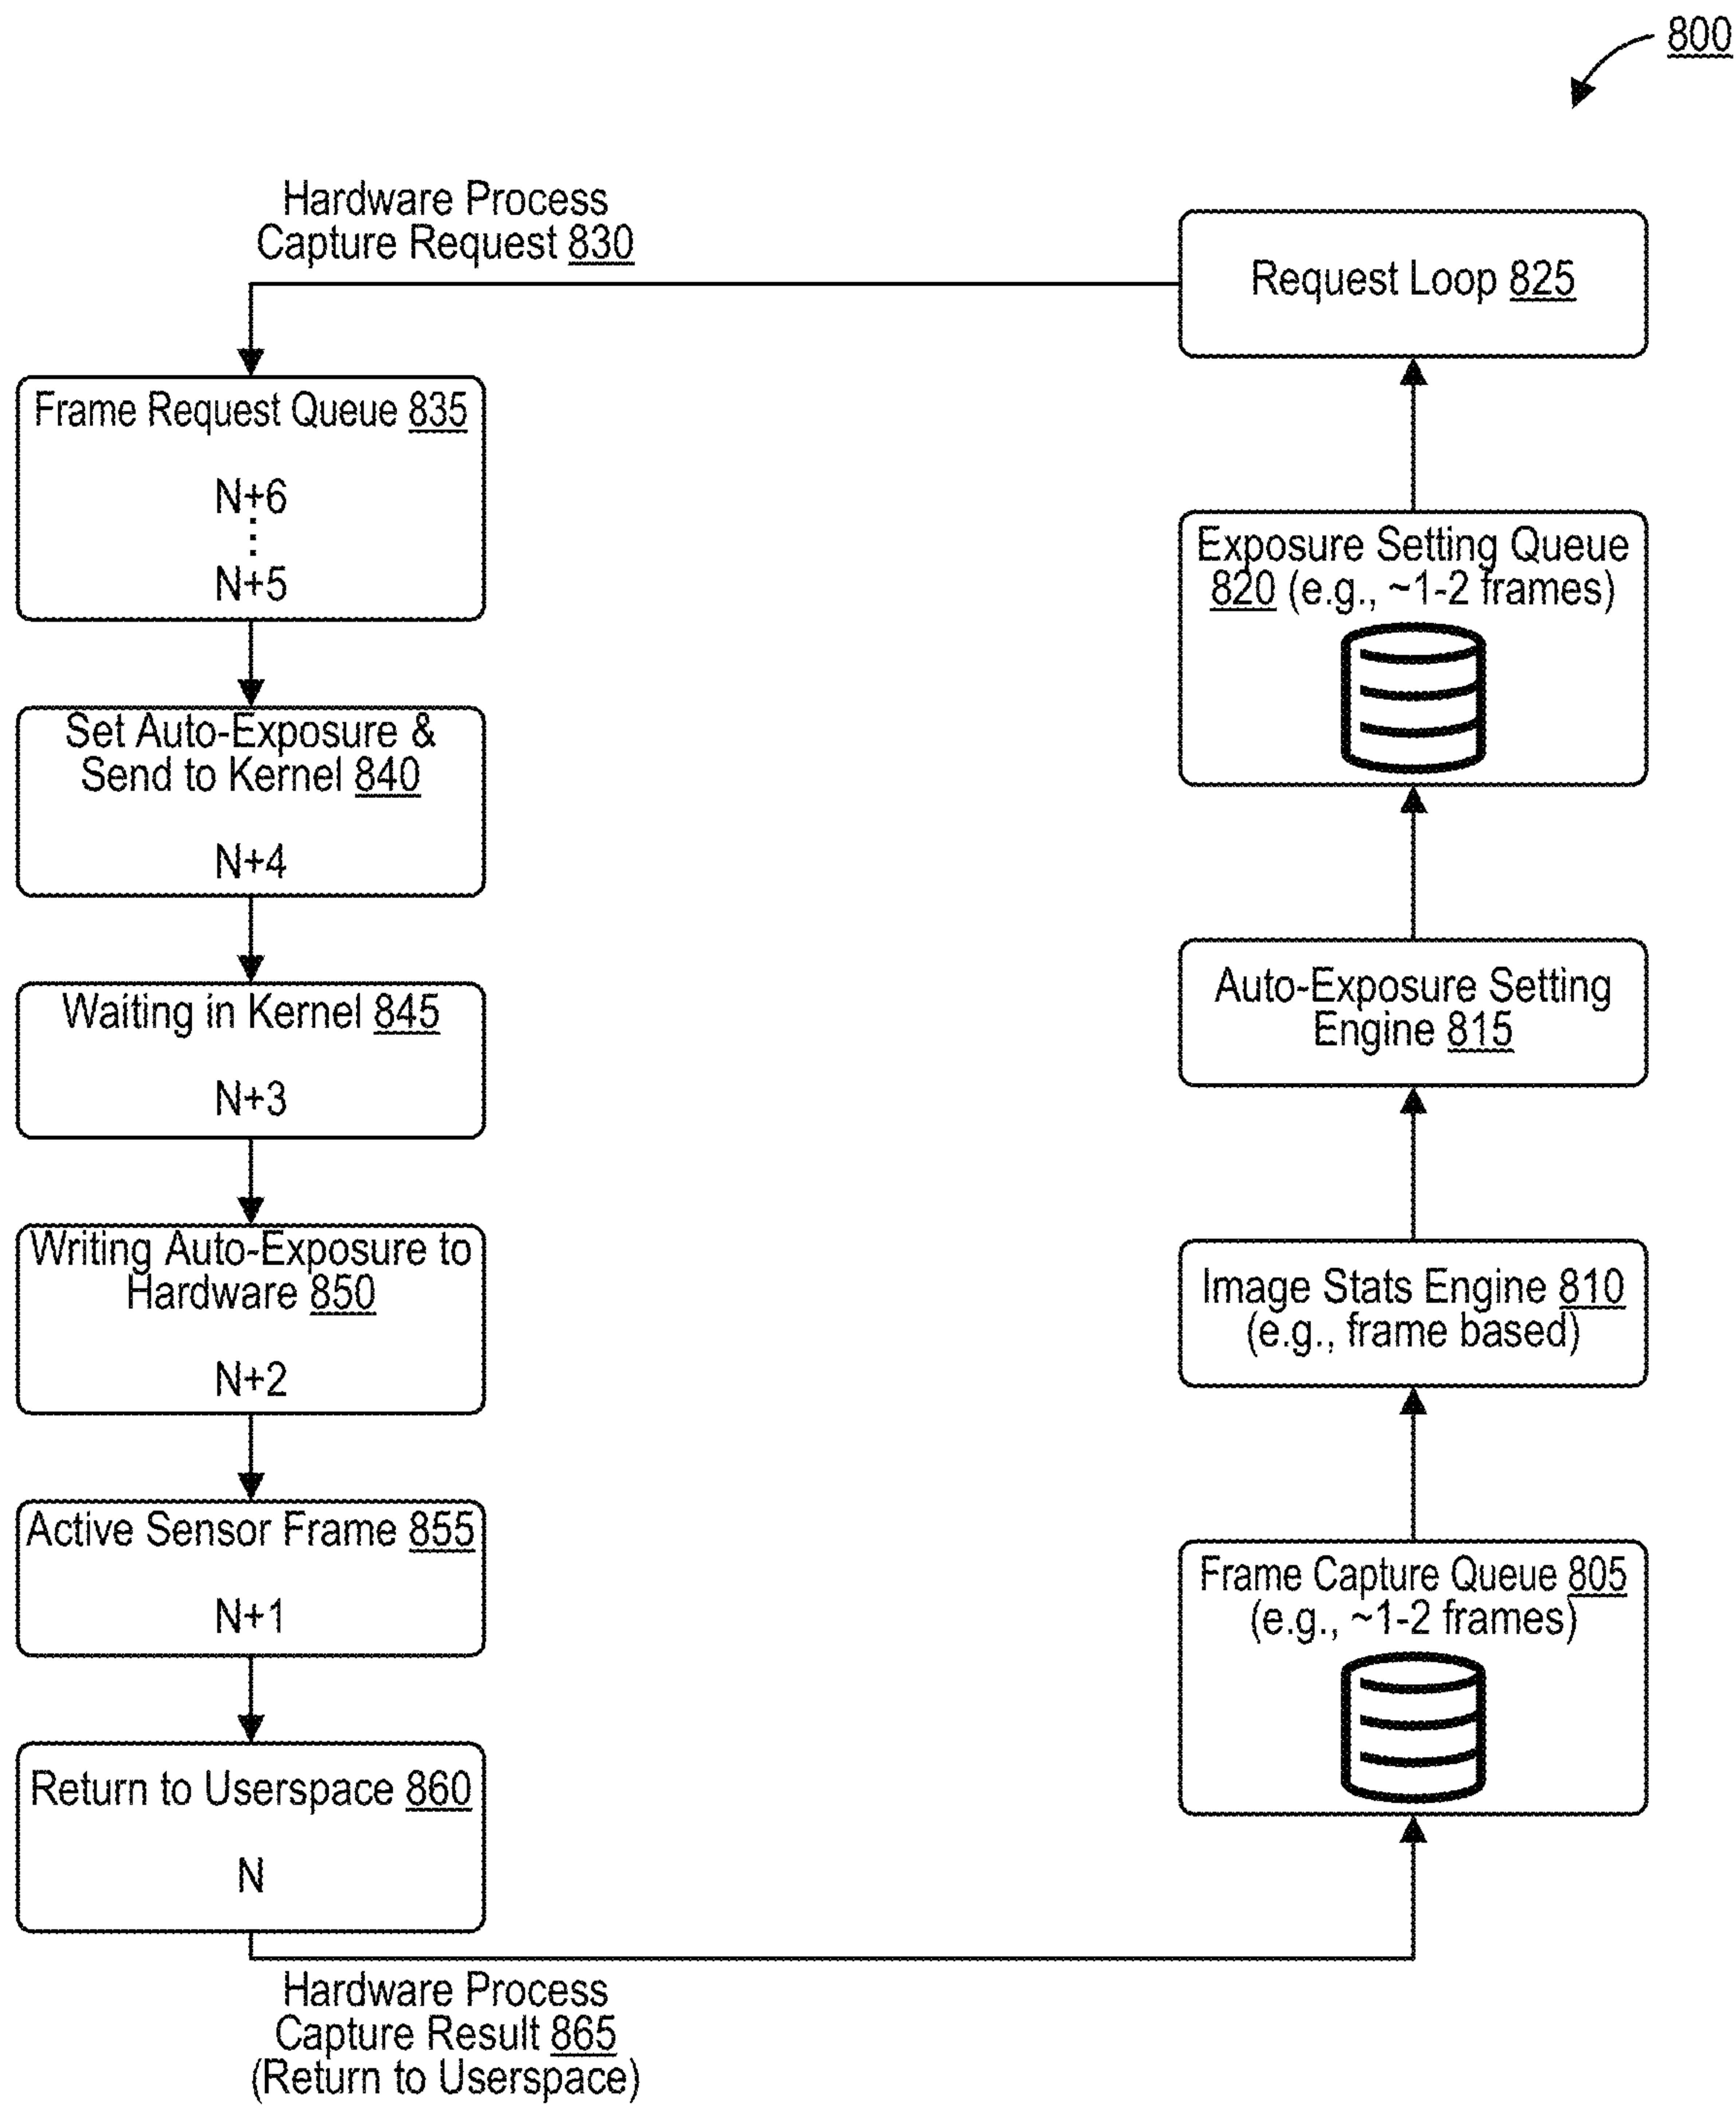 800
Hardware Process
Capture Request 830
Request Loop 825
Frame Request Queue 835
N+6
N+5
Exposure Setting Queue
820 (e.g., ~1-2 frames)
Set Auto-Exposure &
Send to Kernel 840
N+4
Auto-Exposure Setting
Engine 815
Waiting in Kernel 845
N+3
Writing Auto-Exposure to
Hardware 850
N+2
Image Stats Engine 810
(e.g., frame based)
Active Sensor Frame 855
N+1
Frame Capture Queue 805
(e.g., ~1-2 frames)
Return to Userspace 860
N
Hardware Process
Capture Result 865
(Return to Userspace)